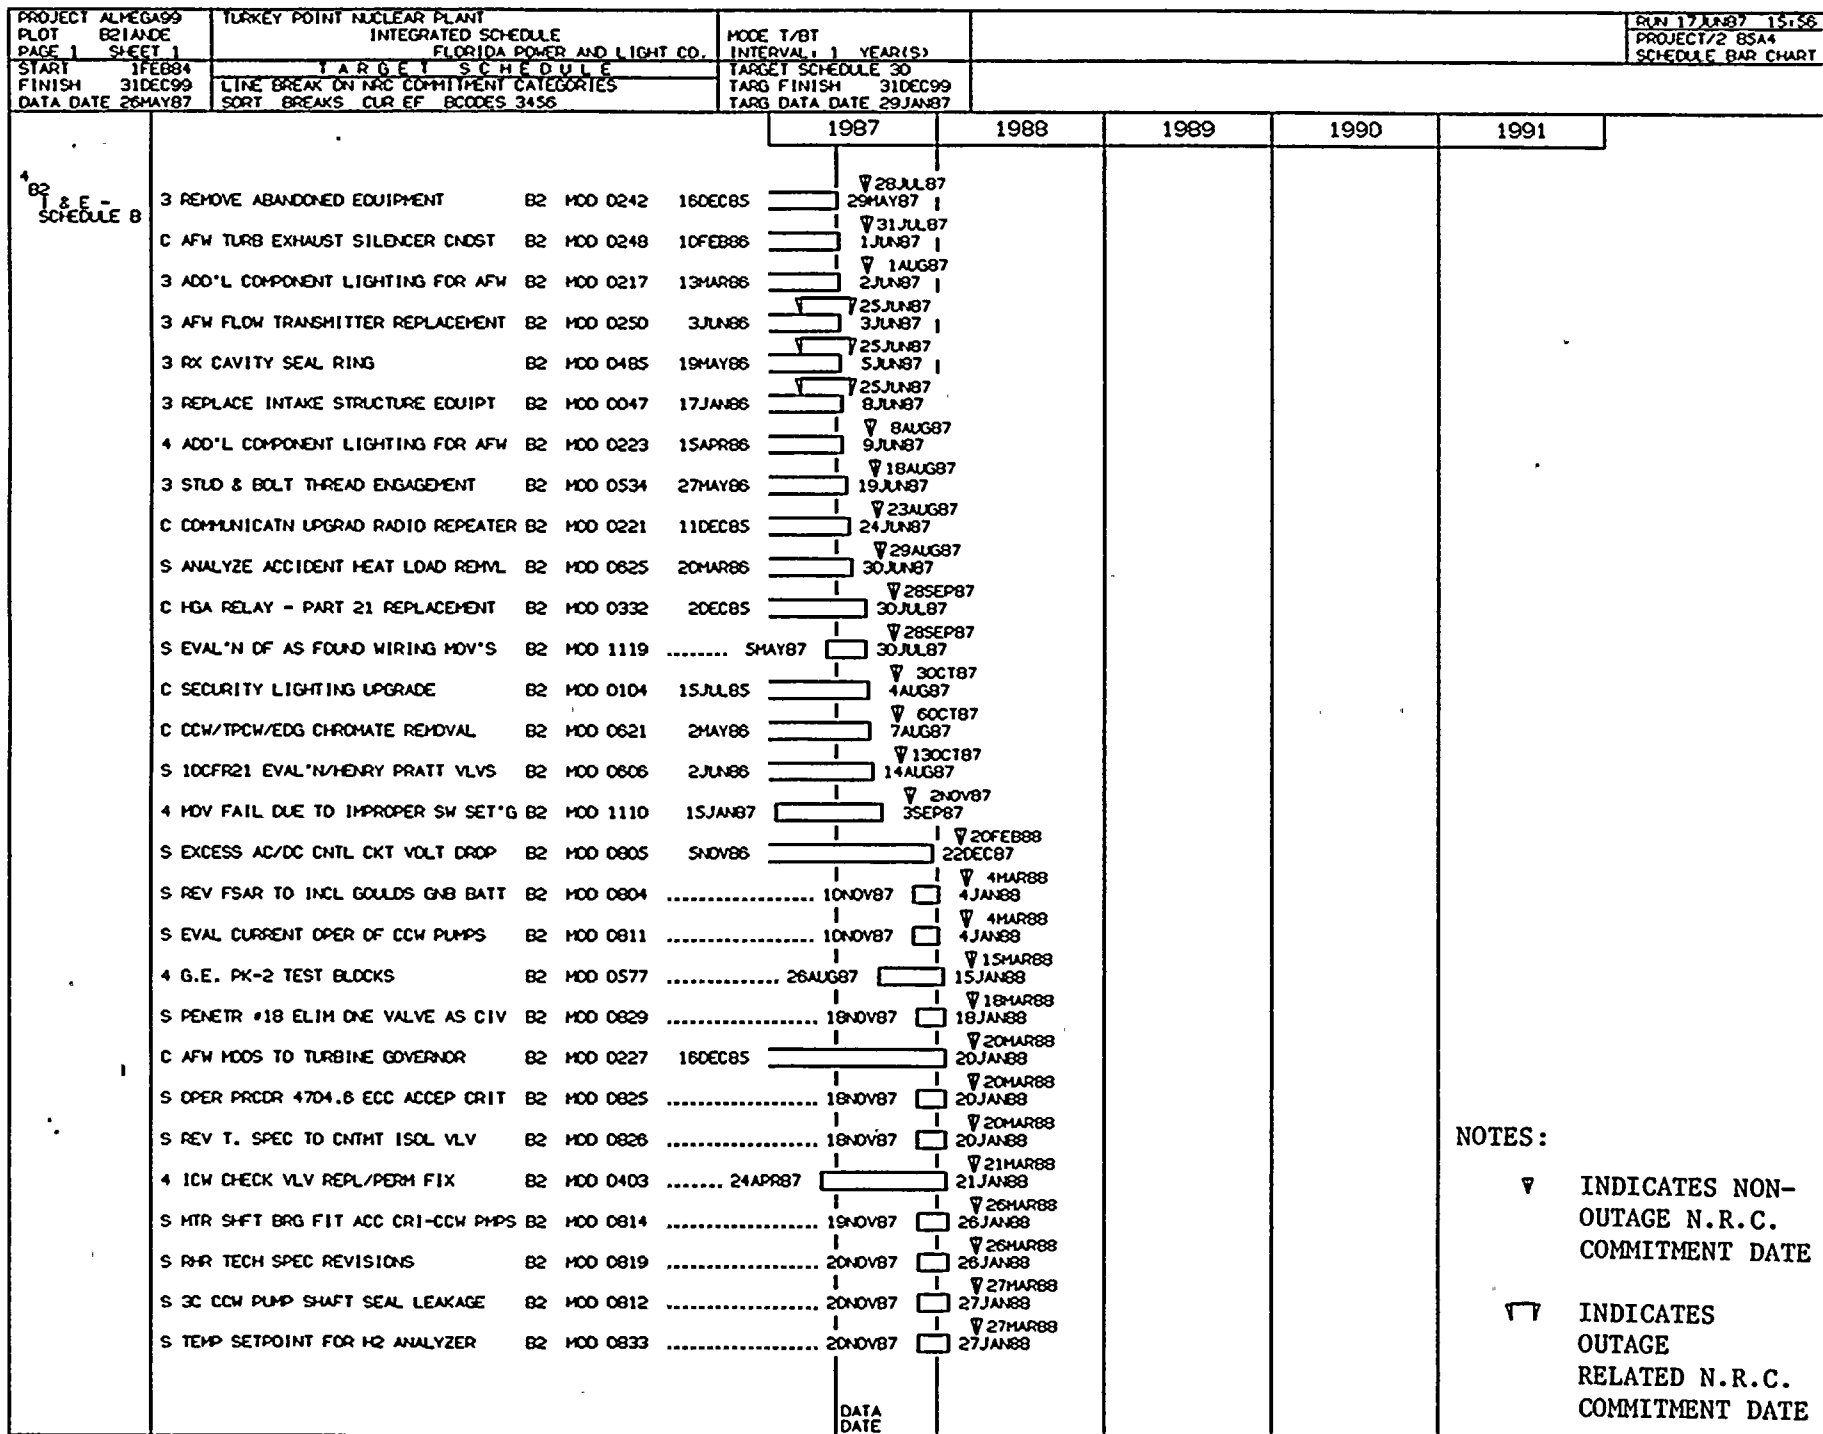 PROJECT ALMEGA99
PLOT B2IANDE
PAGE 1 SHEET 1
START 1FEB84
FINISH 31DEC99
DATA DATE 26MAY87
TURKEY POINT NUCLEAR PLANT
INTEGRATED SCHEDULE
FLORIDA POWER AND LIGHT CO.
TARGET SCHEDULE
LINE BREAK ON NRC COMMITMENT CATEGORIES
SORT BREAKS CUR EF BCODES 3456
MODE T/BT
INTERVAL: 1 YEAR(S)
TARGET SCHEDULE 30
TARG FINISH 31DEC99
TARG DATA DATE 29JAN87
RUN 17JUN87 15:56
PROJECT/2 85A4
SCHEDULE BAR CHART
1987 1988 1989 1990 1991
4
B2
I & E -
SCHEDULE B
28JUL87
3 REMOVE ABANDONED EQUIPMENT B2 MOD 0242 16DEC85 29MAY87
31JUL87
C AFW TURB EXHAUST SILENCER CNDST B2 MOD 0248 10FEB86 1JUN87
1AUG87
3 ADD'L COMPONENT LIGHTING FOR AFW B2 MOD 0217 13MAR86 2JUN87
25JUN87
3 AFW FLOW TRANSMITTER REPLACEMENT B2 MOD 0250 3JUN86 3JUN87
25JUN87
3 RX CAVITY SEAL RING B2 MOD 0485 19MAY86 5JUN87
25JUN87
3 REPLACE INTAKE STRUCTURE EQUIPT B2 MOD 0047 17JAN86 8JUN87
8AUG87
4 ADD'L COMPONENT LIGHTING FOR AFW B2 MOD 0223 15APR86 9JUN87
18AUG87
3 STUD & BOLT THREAD ENGAGEMENT B2 MOD 0534 27MAY86 19JUN87
23AUG87
C COMMUNICATN UPGRAD RADIO REPEATER B2 MOD 0221 11DEC85 24JUN87
29AUG87
S ANALYZE ACCIDENT HEAT LOAD REMVL B2 MOD 0625 20MAR86 30JUN87
28SEP87
C HGA RELAY - PART 21 REPLACEMENT B2 MOD 0332 2DEC85 30JUL87
28SEP87
S EVAL'N OF AS FOUND WIRING MOV'S B2 MOD 1119 ........ 5MAY87 30JUL87
3OCT87
C SECURITY LIGHTING UPGRADE B2 MOD 0104 15JUL85 4AUG87
6OCT87
C CCW/TPCW/EDG CHROMATE REMOVAL B2 MOD 0621 2MAY86 7AUG87
13OCT87
S 10CFR21 EVAL'N/HENRY PRATT VLVS B2 MOD 0606 2JUN86 14AUG87
2NOV87
4 MOV FAIL DUE TO IMPROPER SW SET'G B2 MOD 1110 15JAN87 3SEP87
20FEB88
S EXCESS AC/DC CNTL CKT VOLT DROP B2 MOD 0805 5NOV86 22DEC87
4MAR88
S REV FSAR TO INCL GOULDS GNB BATT B2 MOD 0804 .................... 10NOV87 4JAN88
4MAR88
S EVAL CURRENT OPER OF CCW PUMPS B2 MOD 0811 .................... 10NOV87 4JAN88
15MAR88
4 G.E. PK-2 TEST BLOCKS B2 MOD 0577 ............... 26AUG87 15JAN88
18MAR88
S PENETR #18 ELIM ONE VALVE AS CIV B2 MOD 0829 .................... 18NOV87 18JAN88
20MAR88
C AFW MODS TO TURBINE GOVERNOR B2 MOD 0227 16DEC85 20JAN88
20MAR88
S OPER PRCDR 4704.6 ECC ACCEP CRIT B2 MOD 0825 .................... 18NOV87 20JAN88
20MAR88
S REV T. SPEC TO CNTMT ISOL VLV B2 MOD 0826 .................... 18NOV87 20JAN88
21MAR88
4 ICW CHECK VLV REPL/PERM FIX B2 MOD 0403 ....... 24APR87 21JAN88
26MAR88
S MTR SHFT BRG FIT ACC CRI-CCW PMPS B2 MOD 0814 .................... 19NOV87 26JAN88
26MAR88
S RHR TECH SPEC REVISIONS B2 MOD 0819 .................... 20NOV87 26JAN88
27MAR88
S 3C CCW PUMP SHAFT SEAL LEAKAGE B2 MOD 0812 .................... 20NOV87 27JAN88
27MAR88
S TEMP SETPOINT FOR H2 ANALYZER B2 MOD 0833 .................... 20NOV87 27JAN88
DATA
DATE
NOTES:
INDICATES NON-
OUTAGE N.R.C.
COMMITMENT DATE
INDICATES
OUTAGE
RELATED N.R.C.
COMMITMENT DATE